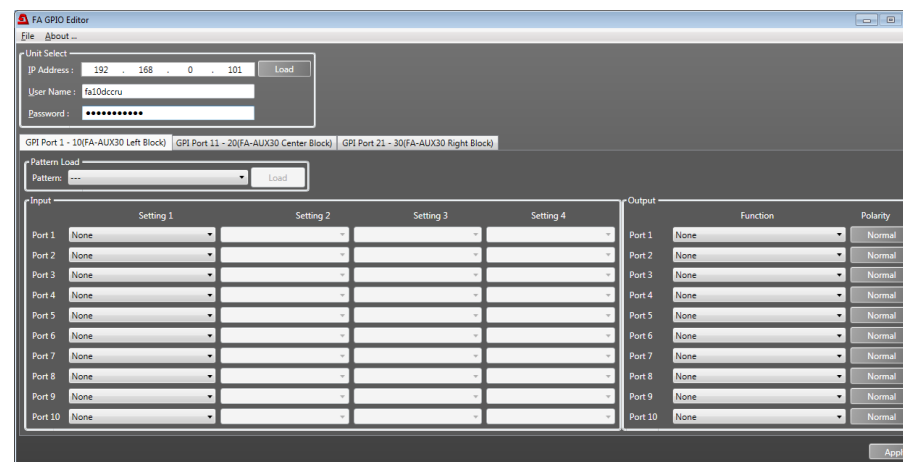 FA GPIO Editor
File About ...
Unit Select
IP Address : 192 . 168 . 0 . 101 Load
User Name : fa10dccru
Password : ●●●●●●●●●●●
GPI Port 1 - 10(FA-AUX30 Left Block) GPI Port 11 - 20(FA-AUX30 Center Block) GPI Port 21 - 30(FA-AUX30 Right Block)
Pattern Load
Pattern: --- Load
Input Output
Setting 1 Setting 2 Setting 3 Setting 4 Function Polarity
Port 1 None Port 1 None Normal
Port 2 None Port 2 None Normal
Port 3 None Port 3 None Normal
Port 4 None Port 4 None Normal
Port 5 None Port 5 None Normal
Port 6 None Port 6 None Normal
Port 7 None Port 7 None Normal
Port 8 None Port 8 None Normal
Port 9 None Port 9 None Normal
Port 10 None Port 10 None Normal
Appl